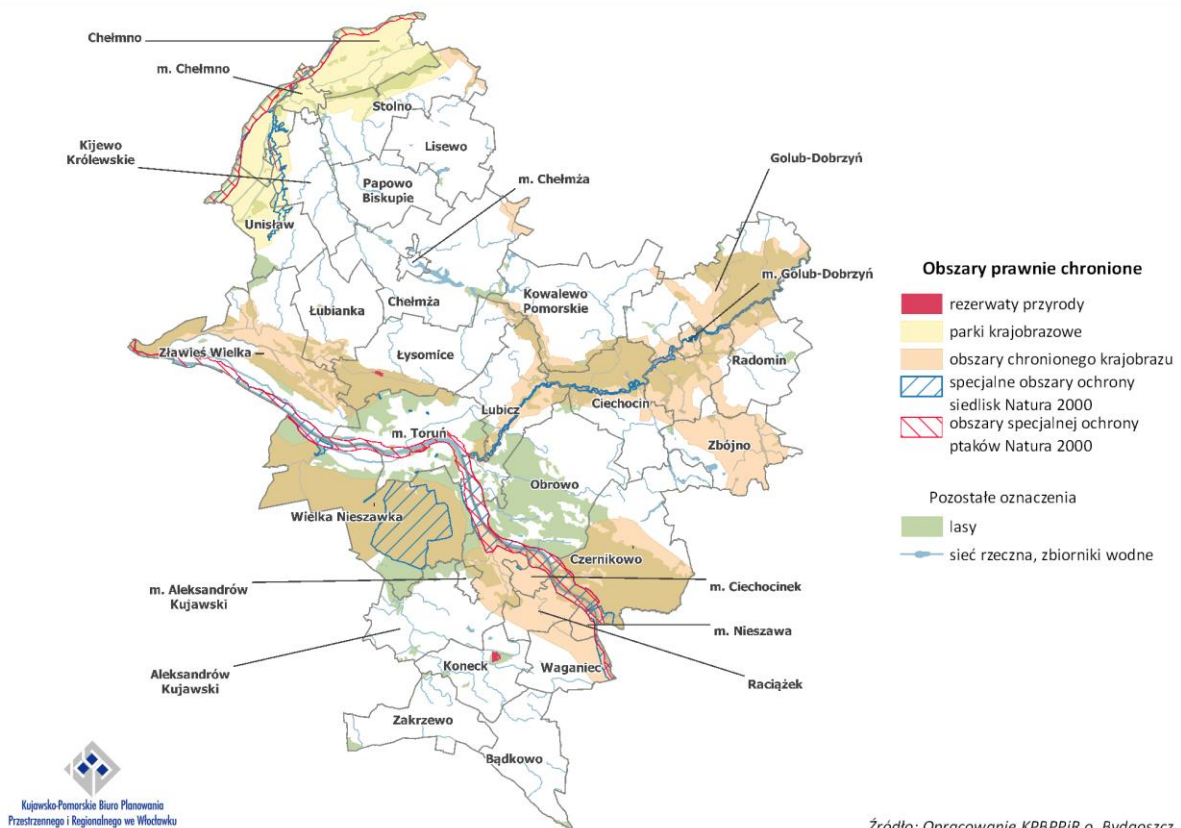 Chełmno
m. Chełmno
Stolno
Lisewo
Kijewo
Królewskie
Papowo
Biskupie
m. Chełmża
Golub-Dobrzyń
Unisław
m. Golub-Dobrzyń
Kowalewo
Pomorskie
Chełmża
Łubianka
Łysomice
Zławieś Wielka
Radomin
Lubicz
Ciechocin
m. Toruń
Zbójno
Obrowo
Wielka Nieszawka
Czernikowo
m. Aleksandrów
Kujawski
m. Ciechocinek
m. Nieszawa
Aleksandrów
Kujawski
Koneck
Waganiec
Raciążek
Zakrzewo
Bądkowo
Obszary prawnie chronione
rezerwaty przyrody
parki krajobrazowe
obszary chronionego krajobrazu
specjalne obszary ochrony
siedlisk Natura 2000
obszary specjalnej ochrony
ptaków Natura 2000
Pozostałe oznaczenia
lasy
sieć rzeczna, zbiorniki wodne
Kujawsko-Pomorskie Biuro Planowania
Przestrzennego i Regionalnego we Włocławku
Źródło: Opracowanie KPBPPiR o. Bydgoszcz